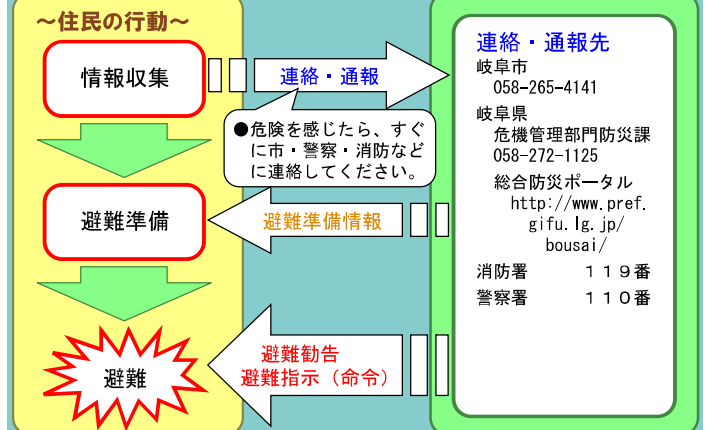 ～住民の行動～
情報収集
連絡・通報
●危険を感じたら、すぐ
に市・警察・消防など
に連絡してください。
避難準備
避難準備情報
避難
避難勧告
避難指示（命令）
連絡・通報先
岐阜市
058-265-4141
岐阜県
危機管理部門防災課
058-272-1125
総合防災ポータル
http://www.pref.
gifu.lg.jp/
bousai/
消防署　　１１９番
警察署　　１１０番